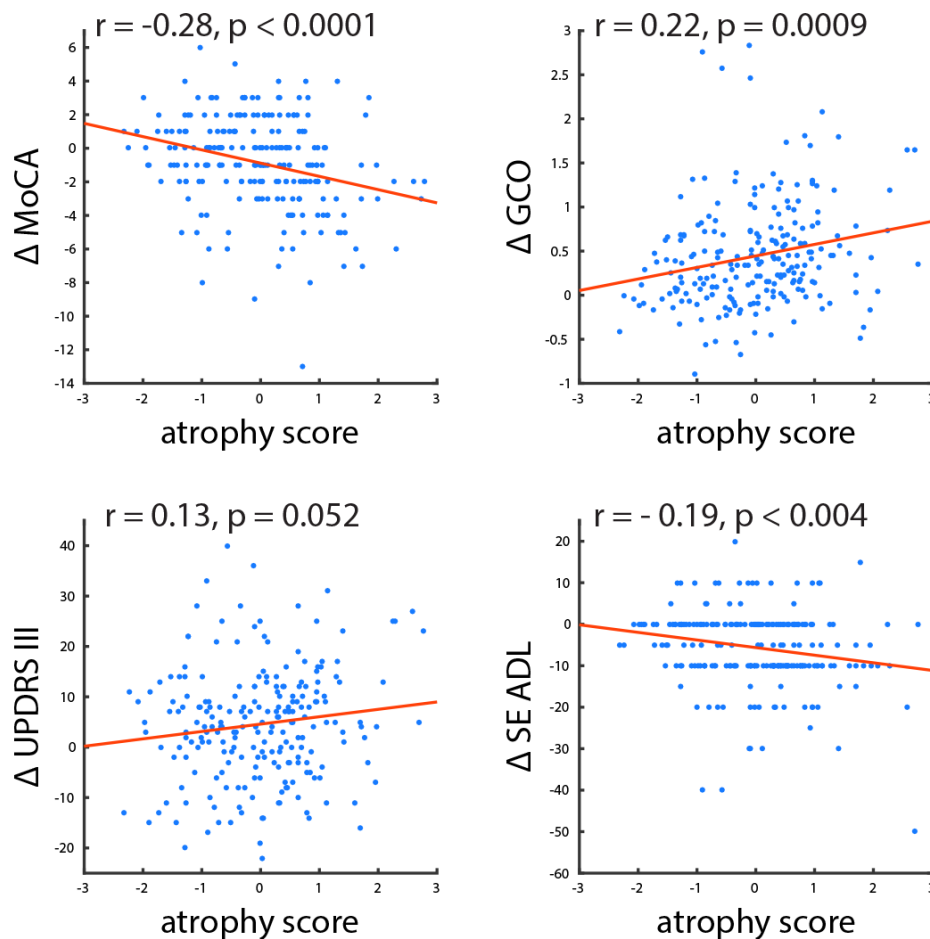 r = -0.28, p < 0.0001
6
4
2
0
-2
-4
-6
-8
-10
-12
-14
Δ MoCA
-3 -2 -1 0 1 2 3
atrophy score
r = 0.22, p = 0.0009
3
2.5
2
1.5
1
0.5
0
-0.5
-1
Δ GCO
-3 -2 -1 0 1 2 3
atrophy score
r = 0.13, p = 0.052
40
30
20
10
0
-10
-20
Δ UPDRS III
-3 -2 -1 0 1 2 3
atrophy score
r = - 0.19, p < 0.004
20
10
0
-10
-20
-30
-40
-50
-60
Δ SE ADL
-3 -2 -1 0 1 2 3
atrophy score